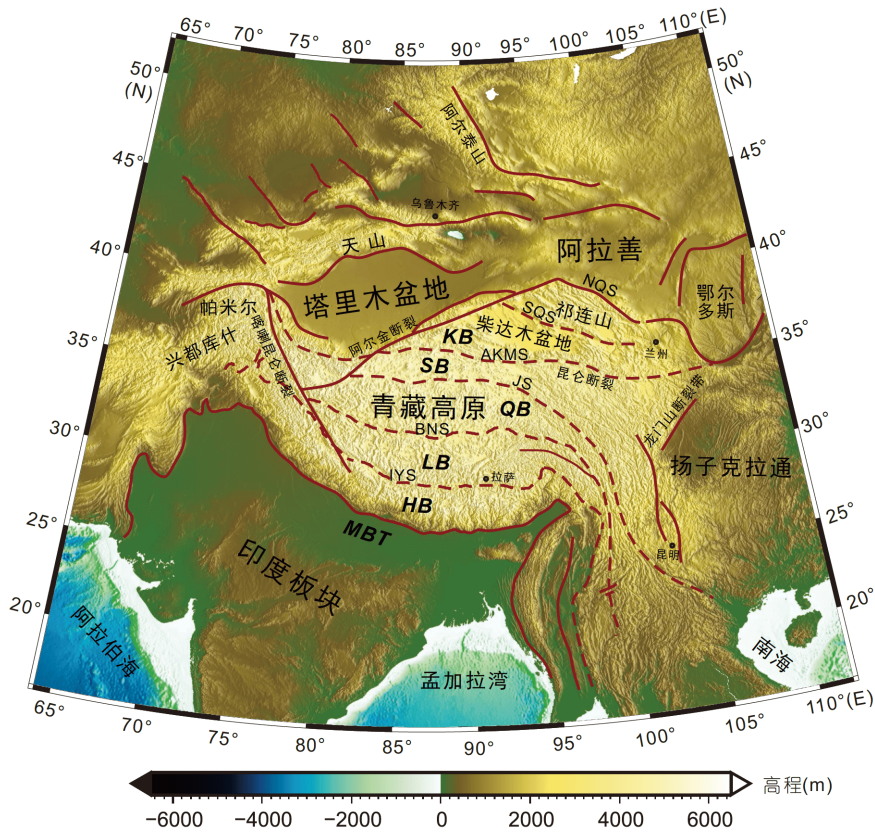 65° 70° 75° 80° 85° 90° 95° 100° 105° 110°(E)
50°
(N)
50°
(N)
阿尔泰山
45°
45°
乌鲁木齐
40°
天山
阿拉善
40°
NQS
塔里木盆地
鄂尔
多斯
帕米尔
SQS
祁连山
柴达木盆地
35°
兴都库什
喀喇昆仑断裂
阿尔金断裂
KB
兰州
35°
AKMS
SB
昆仑断裂
JS
青藏高原
QB
龙门山断裂带
30°
BNS
30°
LB
扬子克拉通
IYS
拉萨
HB
25°
MBT
25°
昆明
印度板块
20°
20°
阿拉伯海
孟加拉湾
南海
65° 70° 75° 80° 85° 90° 95° 100° 105° 110°(E)
高程(m)
−6000 −4000 −2000 0 2000 4000 6000